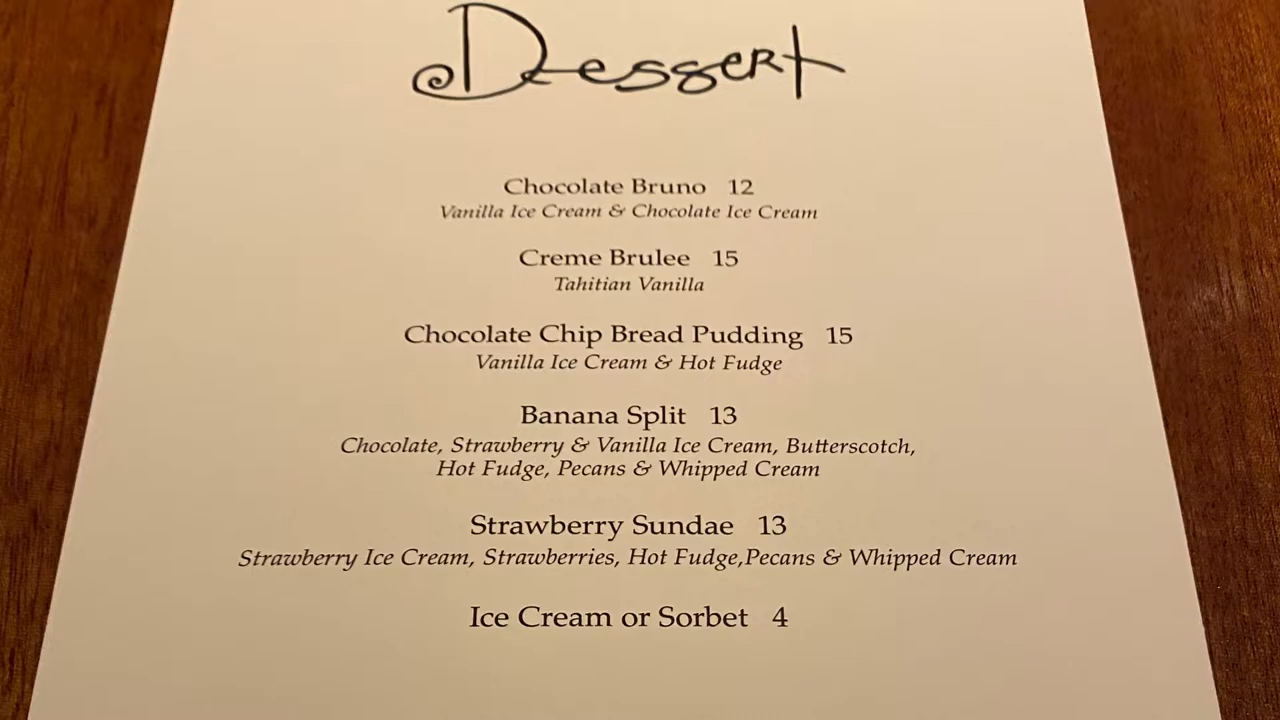 Dessert
Chocolate Bruno 12
Vanilla Ice Cream & Chocolate Ice Cream
Creme Brulee 15
Tahitian Vanilla
Chocolate Chip Bread Pudding 15
Vanilla Ice Cream & Hot Fudge
Banana Split 13
Chocolate, Strawberry & Vanilla Ice Cream, Butterscotch,
Hot Fudge, Pecans & Whipped Cream
Strawberry Sundae 13
Strawberry Ice Cream, Strawberries, Hot Fudge,Pecans & Whipped Cream
Ice Cream or Sorbet 4